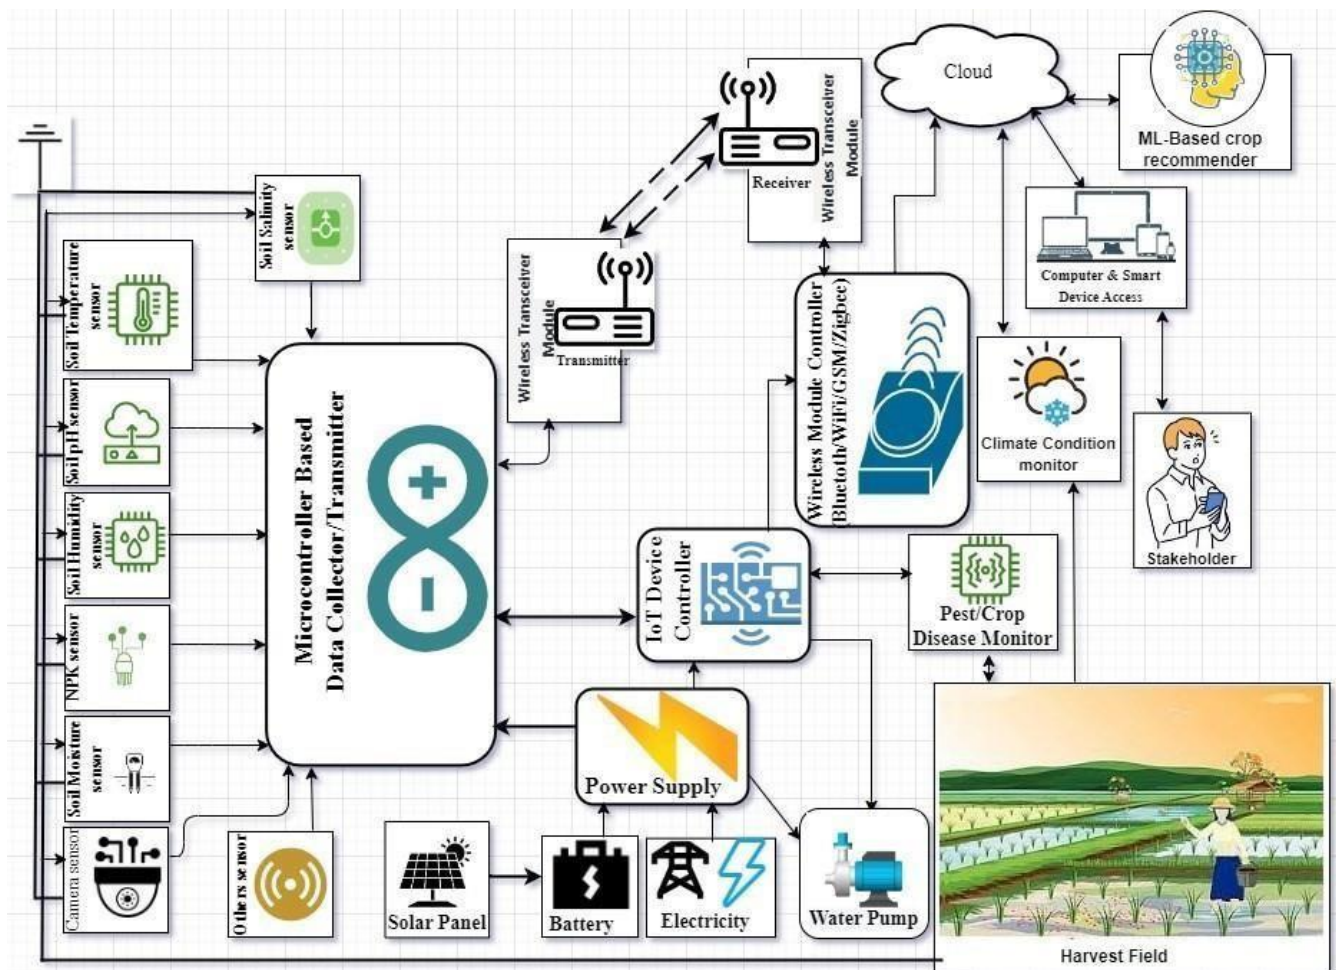 Cloud
ML-Based crop
recommender
Wireless Transceiver
Module
Receiver
Soil Salinity
sensor
Computer & Smart
Device Access
Wireless Transceiver
Module
Transmitter
Soil Temperature
sensor
Wireless Module Controller
(Bluetoth/WiFi/GSM/Zigbee)
Climate Condition
monitor
Soil pH sensor
Microcontroller Based
Data Collector/Transmitter
Stakeholder
Soil Humidity
sensor
IoT Device
Controller
Pest/Crop
Disease Monitor
NPK sensor
Soil Moisture
sensor
Power Supply
Camera sensor
Others sensor
Solar Panel
Battery
Electricity
Water Pump
Harvest Field